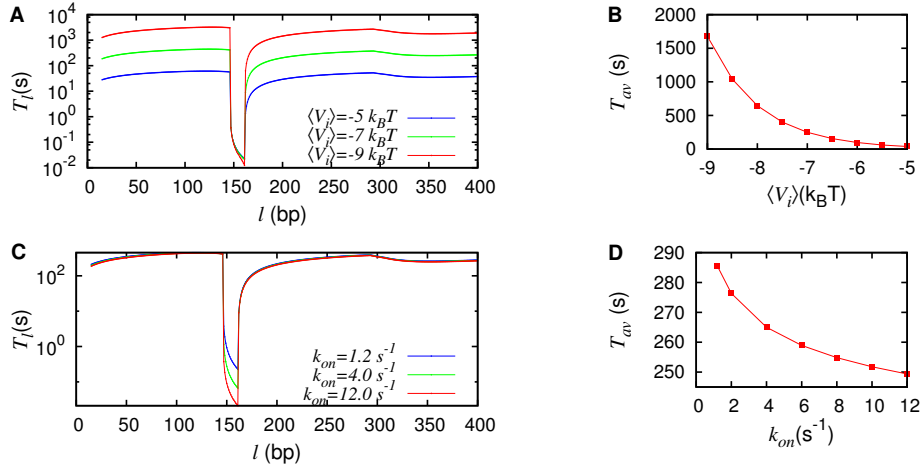 A
T_l(s)
10^4
10^3
10^2
10^1
10^0
10^-1
10^-2
⟨V_i⟩=-5 k_BT
⟨V_i⟩=-7 k_BT
⟨V_i⟩=-9 k_BT
0 50 100 150 200 250 300 350 400
l (bp)
B
T_av (s)
2000
1500
1000
500
0
-9 -8 -7 -6 -5
⟨V_i⟩(k_BT)
C
T_l(s)
10^2
10^0
k_on=1.2 s^-1
k_on=4.0 s^-1
k_on=12.0 s^-1
0 50 100 150 200 250 300 350 400
l (bp)
D
T_av (s)
290
280
270
260
250
0 2 4 6 8 10 12
k_on(s^-1)